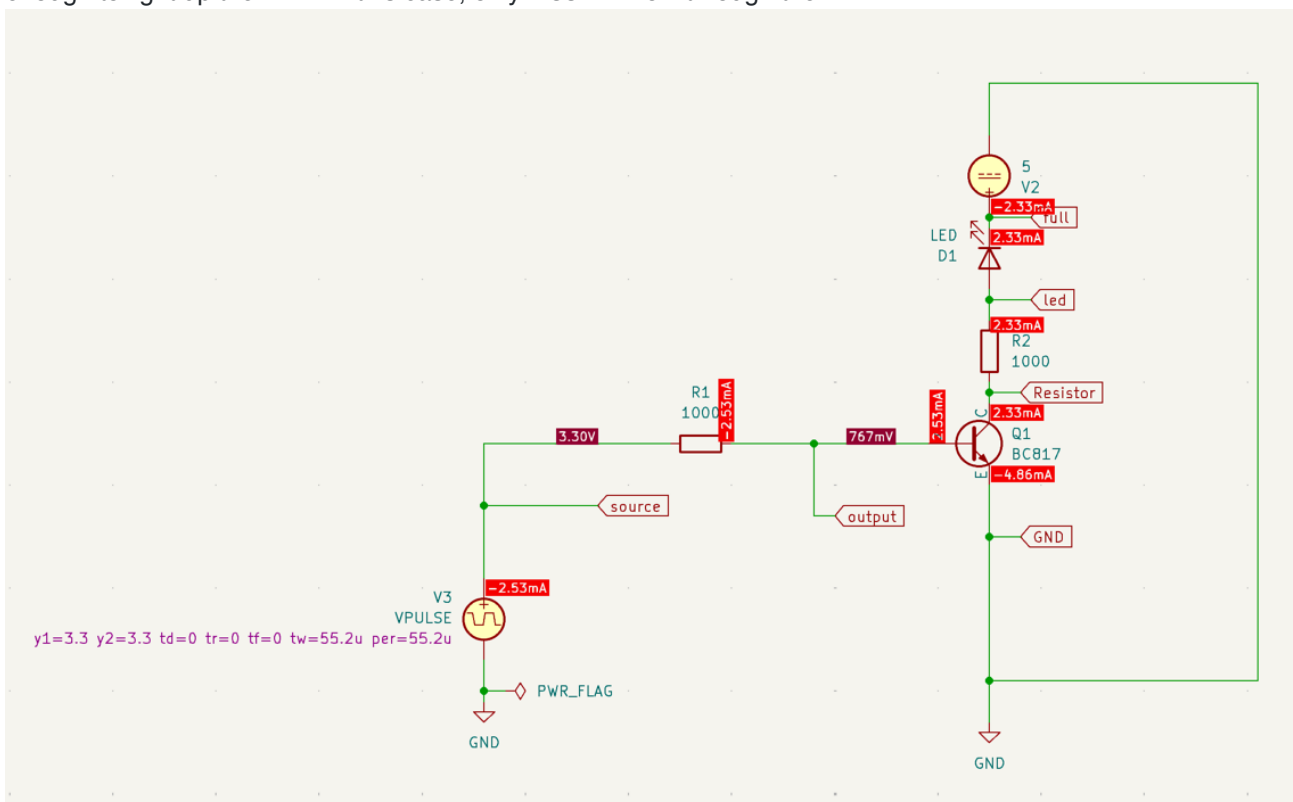 5
V2
-2.33mA
full
LED
D1
2.33mA
led
2.33mA
R2
1000
Resistor
R1
1000
-2.53mA
2.53mA
C
2.33mA
3.30V
767mV
Q1
BC817
E
-4.86mA
source
output
GND
-2.53mA
V3
VPULSE
y1=3.3 y2=3.3 td=0 tr=0 tf=0 tw=55.2u per=55.2u
PWR_FLAG
GND
GND